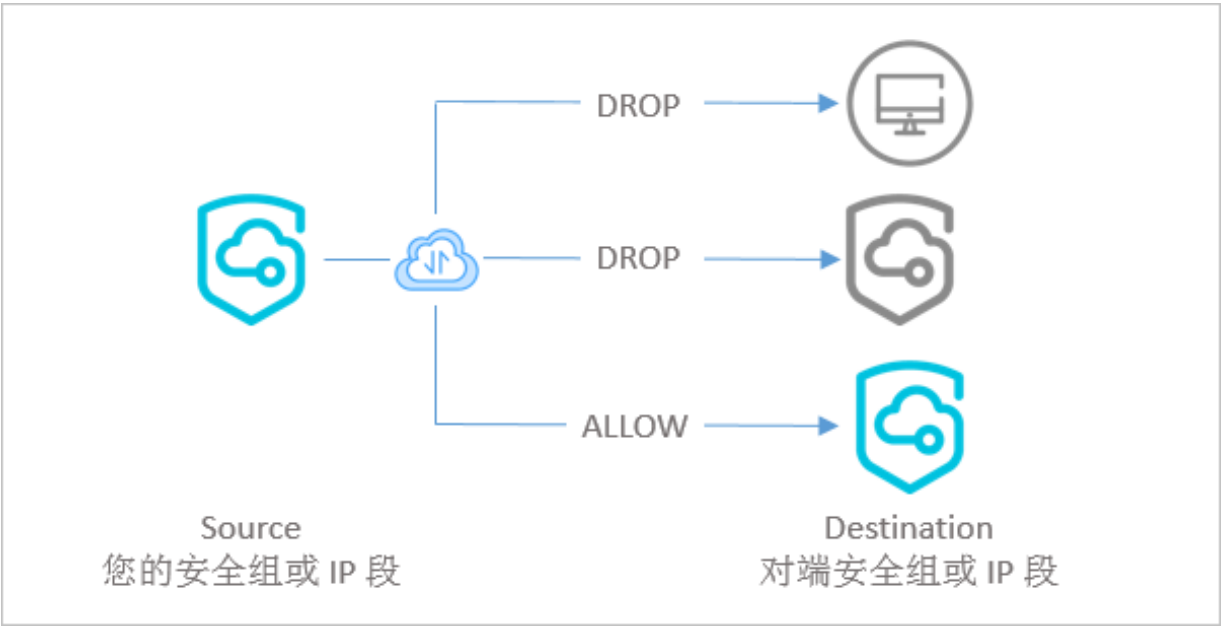 DROP
DROP
ALLOW
Source
您的安全组或 IP 段
Destination
对端安全组或 IP 段